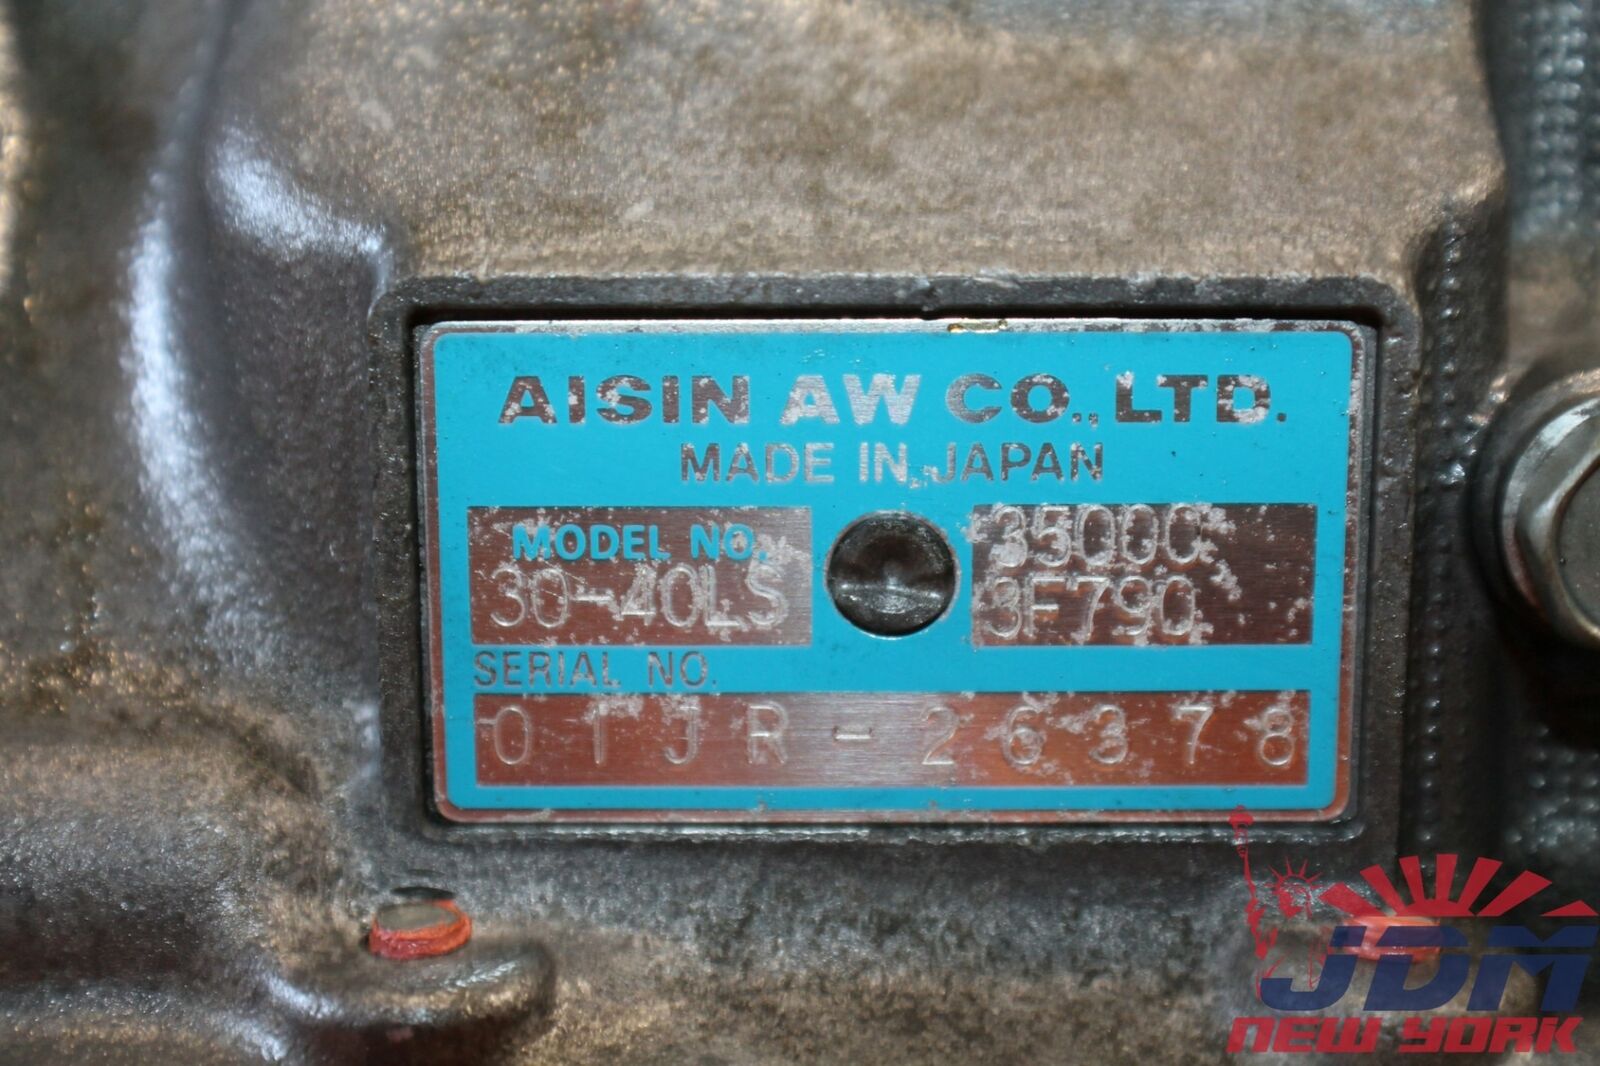 AISIN AW CO., LTD.
MADE IN JAPAN
MODEL NO.
30-40LS
35000
3F790
SERIAL NO.
01JR-26378
JDM
NEW YORK